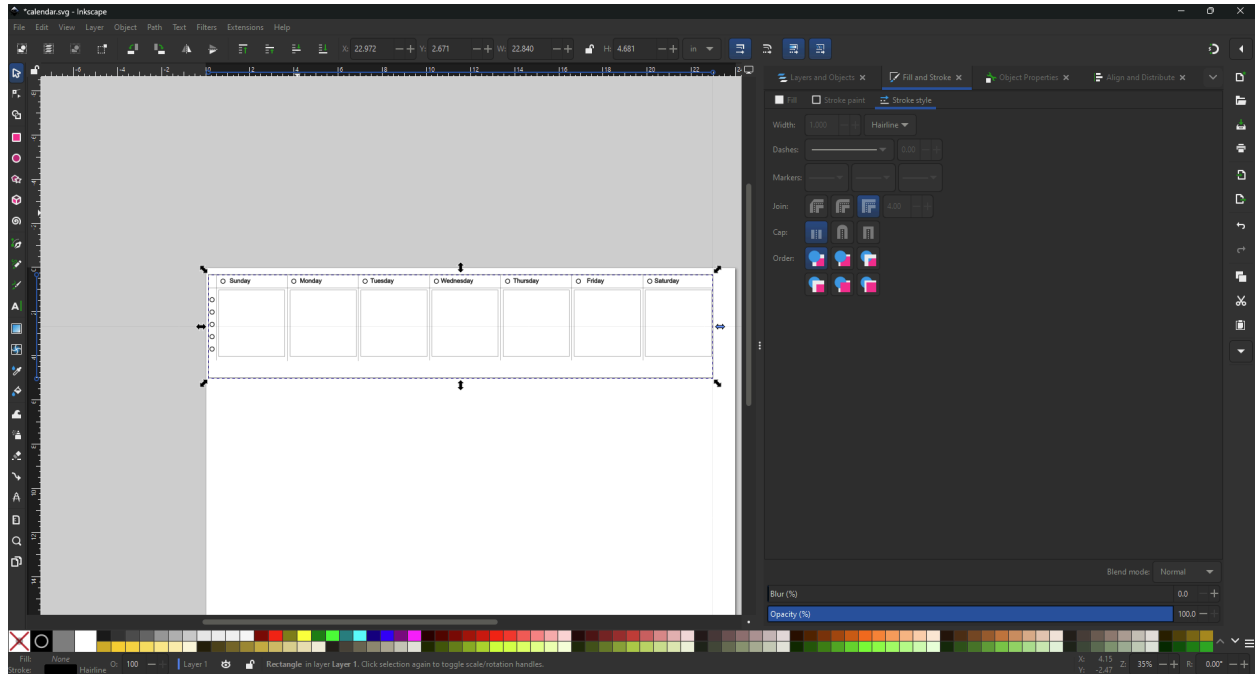 *calendar.svg - Inkscape
File Edit View Layer Object Path Text Filters Extensions Help
X: 22.972 Y: 2.671 W: 22.840 H: 4.681 in
Layers and Objects Fill and Stroke Object Properties Align and Distribute
Fill Stroke paint Stroke style
Width: 1.000 Hairline
Dashes: 0.00
Markers:
Join: 4.00
Cap:
Order:
Sunday Monday Tuesday Wednesday Thursday Friday Saturday
Blend mode: Normal
Blur (%) 0.0
Opacity (%) 100.0
Fill: None
Stroke: Hairline
O: 100 Layer 1 Rectangle in layer Layer 1. Click selection again to toggle scale/rotation handles.
X: 4.15
Y: -2.47
Z: 35% R: 0.00°